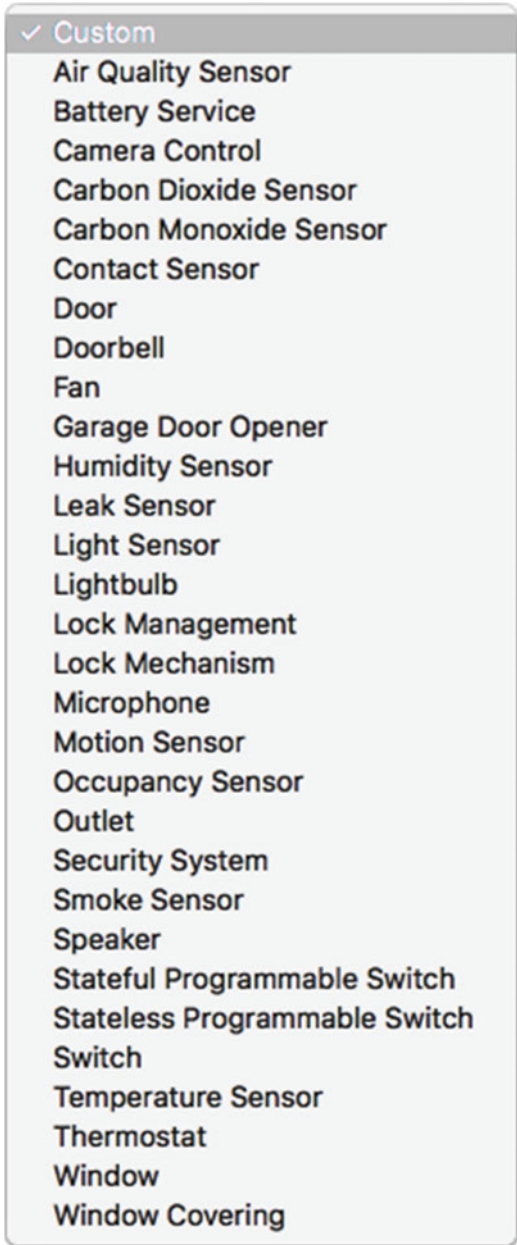 ✓ Custom
Air Quality Sensor
Battery Service
Camera Control
Carbon Dioxide Sensor
Carbon Monoxide Sensor
Contact Sensor
Door
Doorbell
Fan
Garage Door Opener
Humidity Sensor
Leak Sensor
Light Sensor
Lightbulb
Lock Management
Lock Mechanism
Microphone
Motion Sensor
Occupancy Sensor
Outlet
Security System
Smoke Sensor
Speaker
Stateful Programmable Switch
Stateless Programmable Switch
Switch
Temperature Sensor
Thermostat
Window
Window Covering